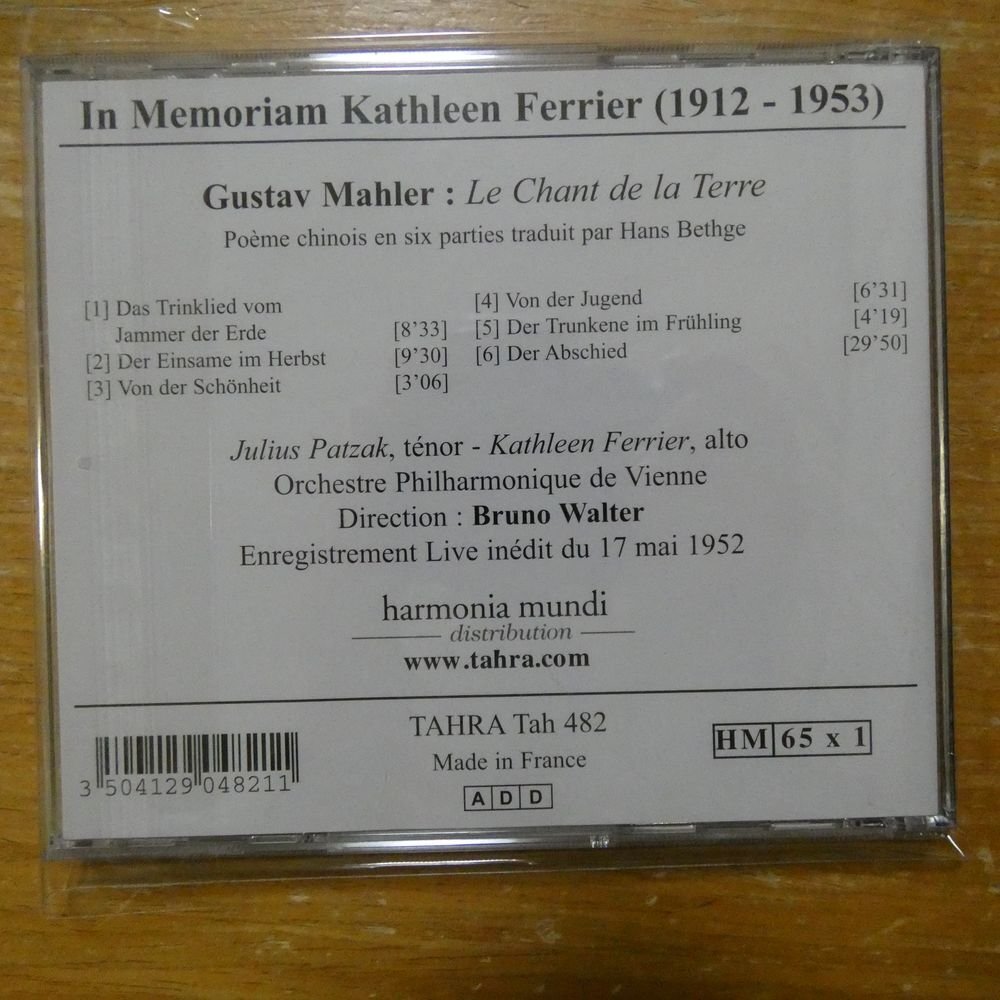 In Memoriam Kathleen Ferrier (1912 - 1953)
Gustav Mahler : Le Chant de la Terre
Poème chinois en six parties traduit par Hans Bethge
[1] Das Trinklied vom
Jammer der Erde [8'33]
[2] Der Einsame im Herbst [9'30]
[3] Von der Schönheit [3'06]
[4] Von der Jugend [6'31]
[5] Der Trunkene im Frühling [4'19]
[6] Der Abschied [29'50]
Julius Patzak, ténor - Kathleen Ferrier, alto
Orchestre Philharmonique de Vienne
Direction : Bruno Walter
Enregistrement Live inédit du 17 mai 1952
harmonia mundi
distribution
www.tahra.com
3 504129 048211
TAHRA Tah 482
Made in France
A D D
HM 65 x 1